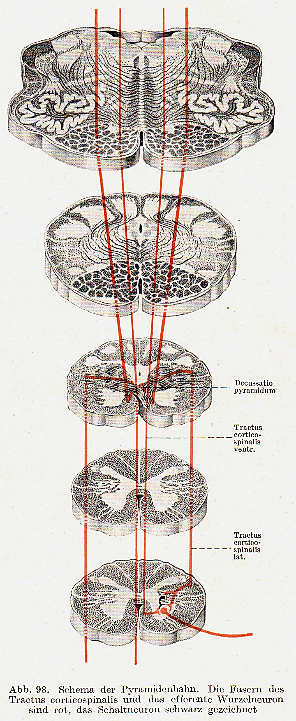 Decussatio
pyramidum
Tractus
cortico-
spinalis
ventr.
Tractus
cortico-
spinalis
lat.
Abb. 98. Schema der Pyramidenbahn. Die Fasern des
Tractus corticospinalis und das efferente Wurzelneuron
sind rot, das Schaltneuron schwarz gezeichnet